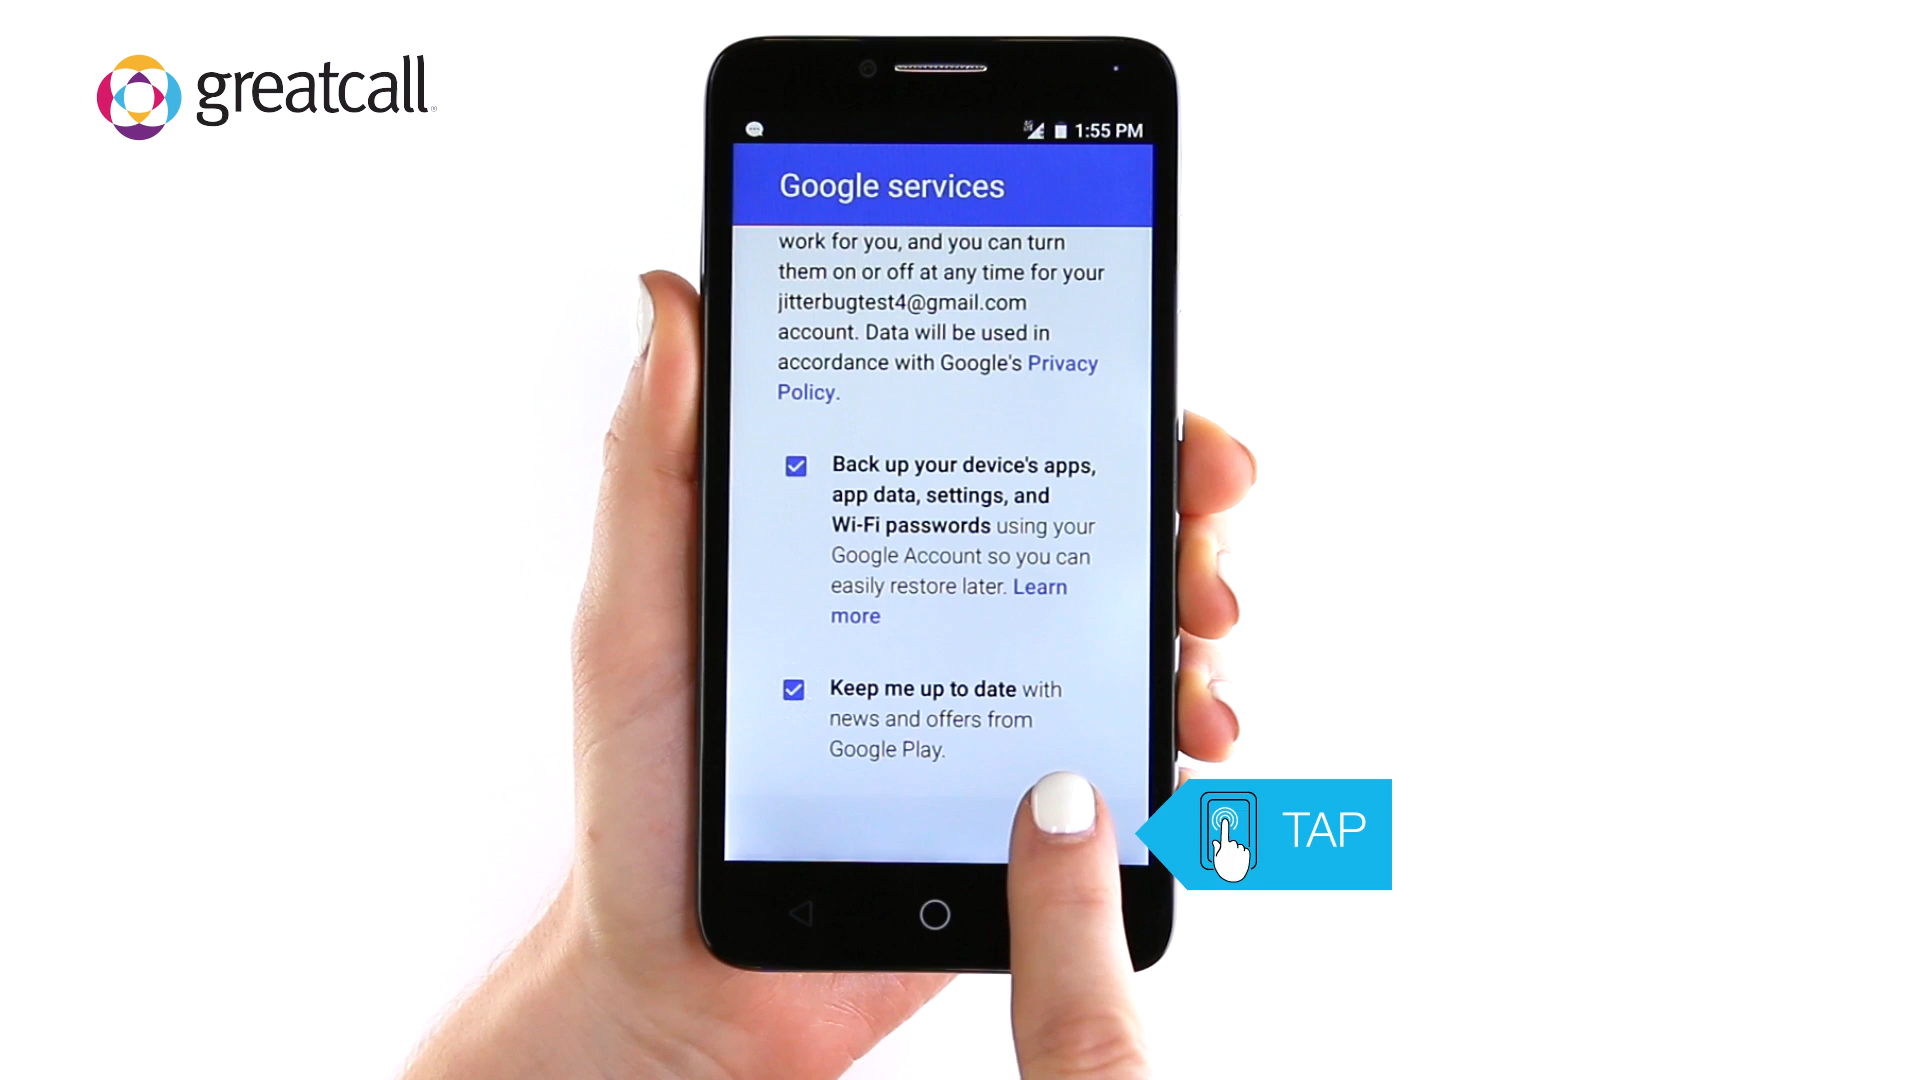 greatcall
1:55 PM
Google services
work for you, and you can turn
them on or off at any time for your
jitterbugtest4@gmail.com
account. Data will be used in
accordance with Google's Privacy
Policy.
Back up your device's apps,
app data, settings, and
Wi-Fi passwords using your
Google Account so you can
easily restore later. Learn
more
Keep me up to date with
news and offers from
Google Play.
TAP